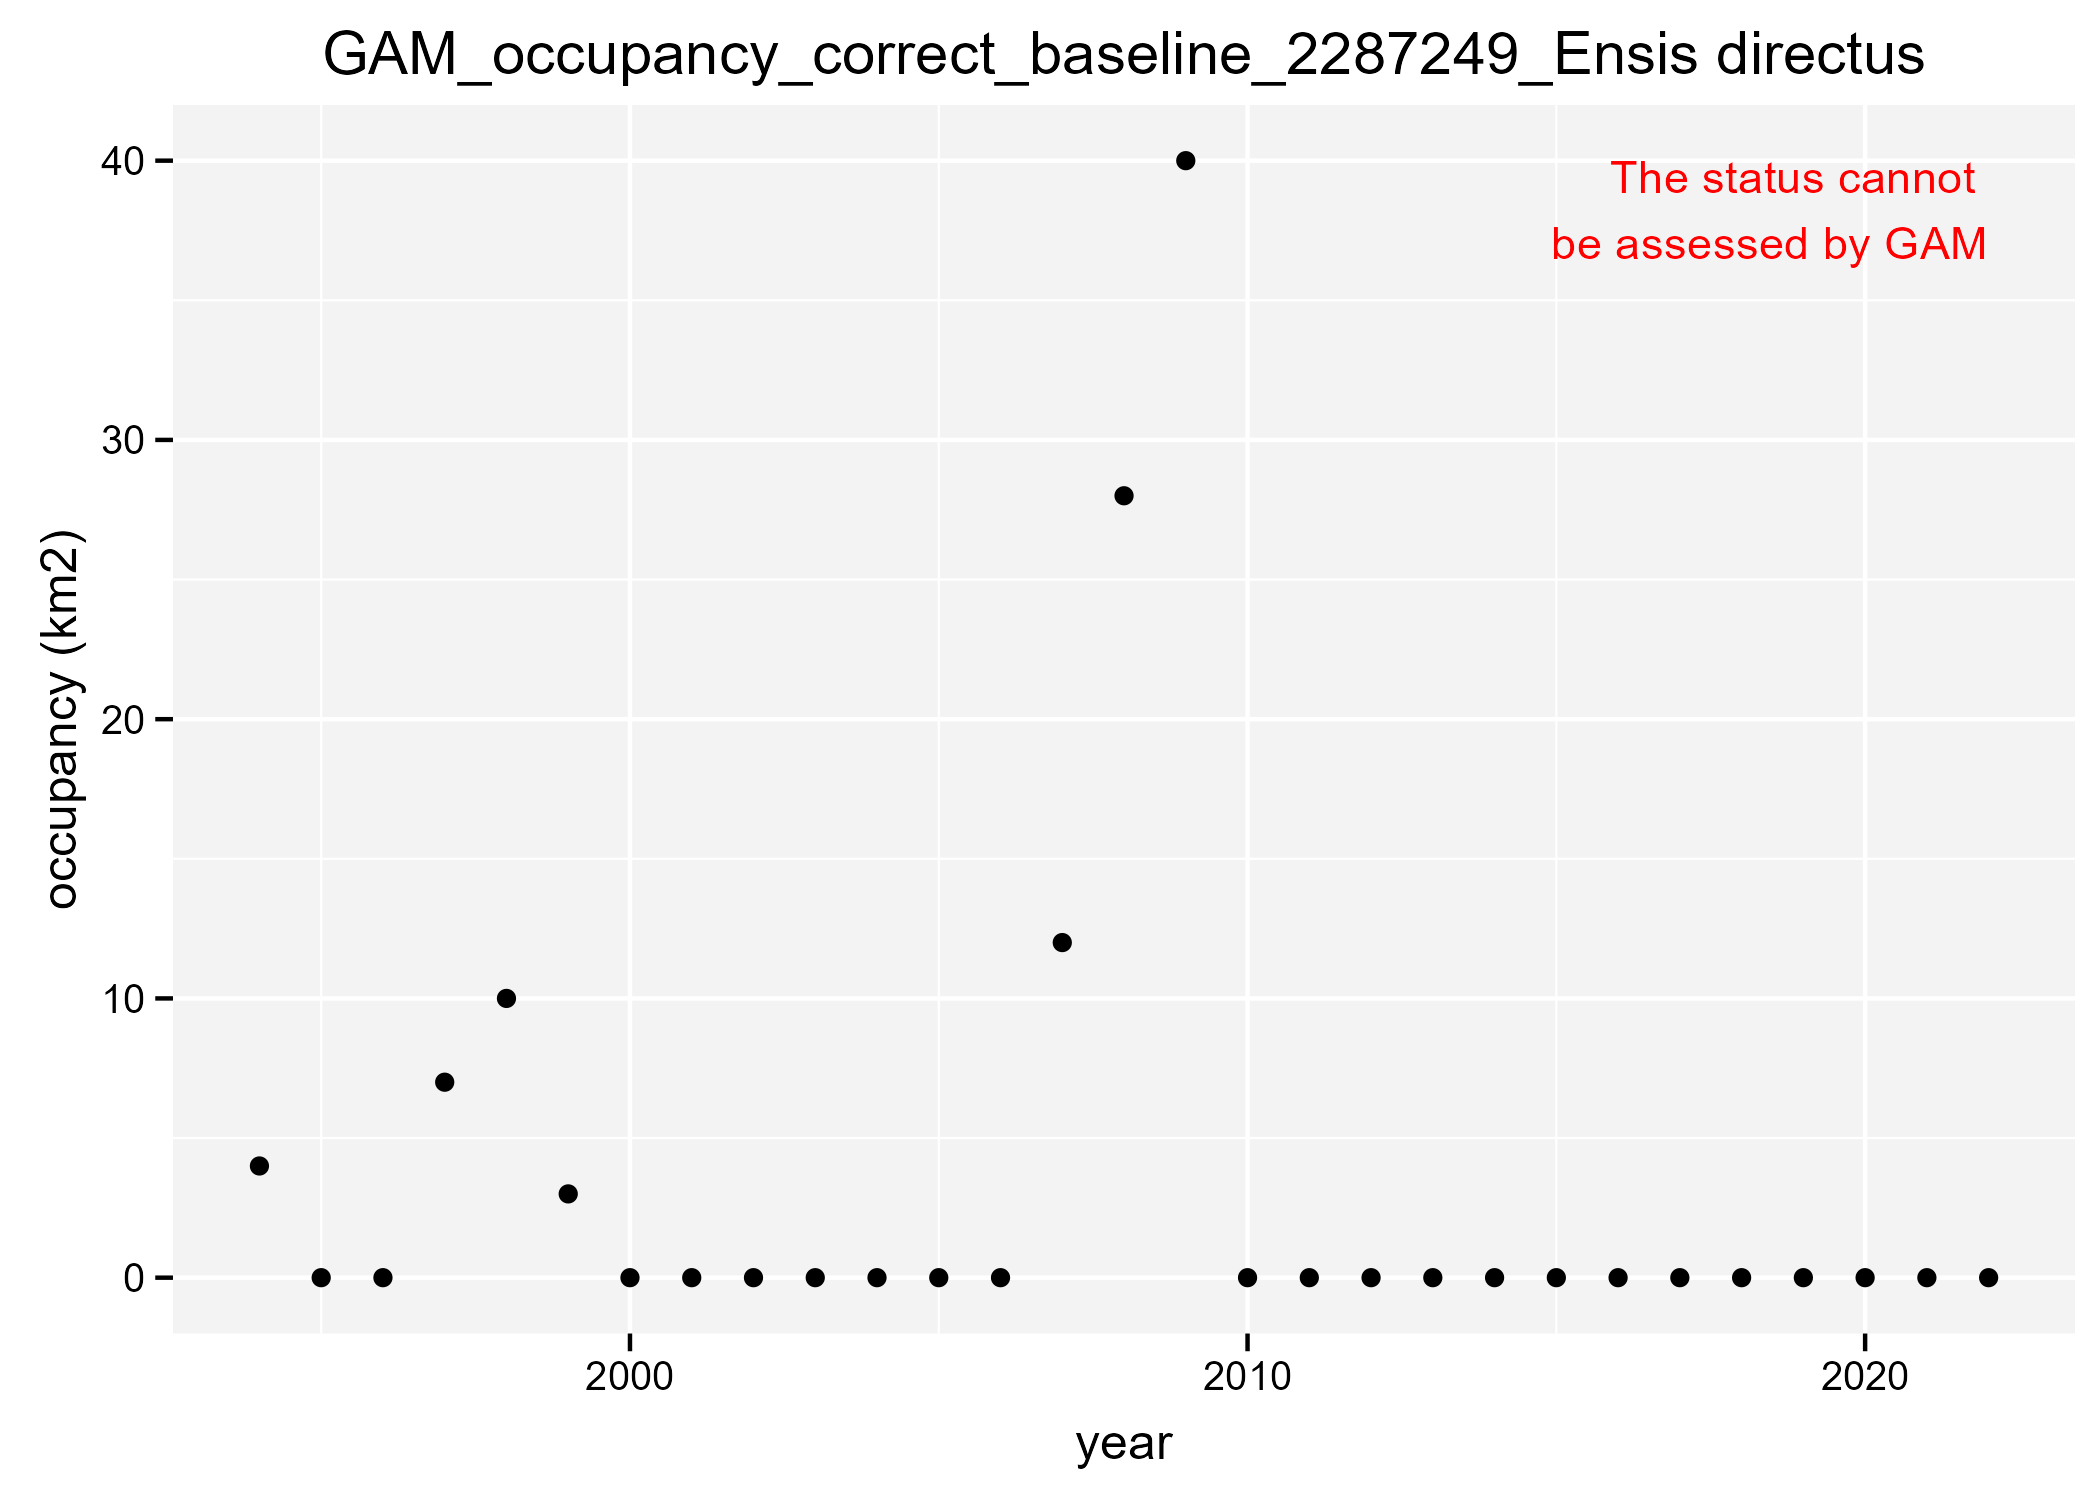 GAM_occupancy_correct_baseline_2287249_Ensis directus
40
30
20
10
0
occupancy (km2)
The status cannot
be assessed by GAM
2000
2010
2020
year